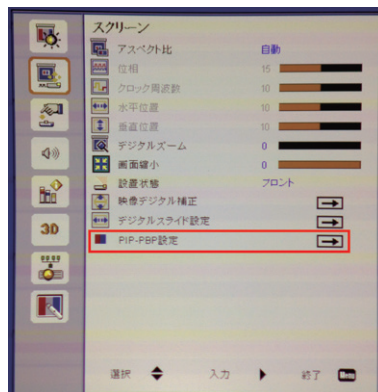 スクリーン
アスペクト比 自動
位相 15
クロック周波数 10
水平位置 10
垂直位置 10
デジタルズーム 0
画面縮小 0
設置状態 フロント
映像デジタル補正
デジタルスライド設定
PIP-PBP設定
3D
選択 入力 終了 Menu